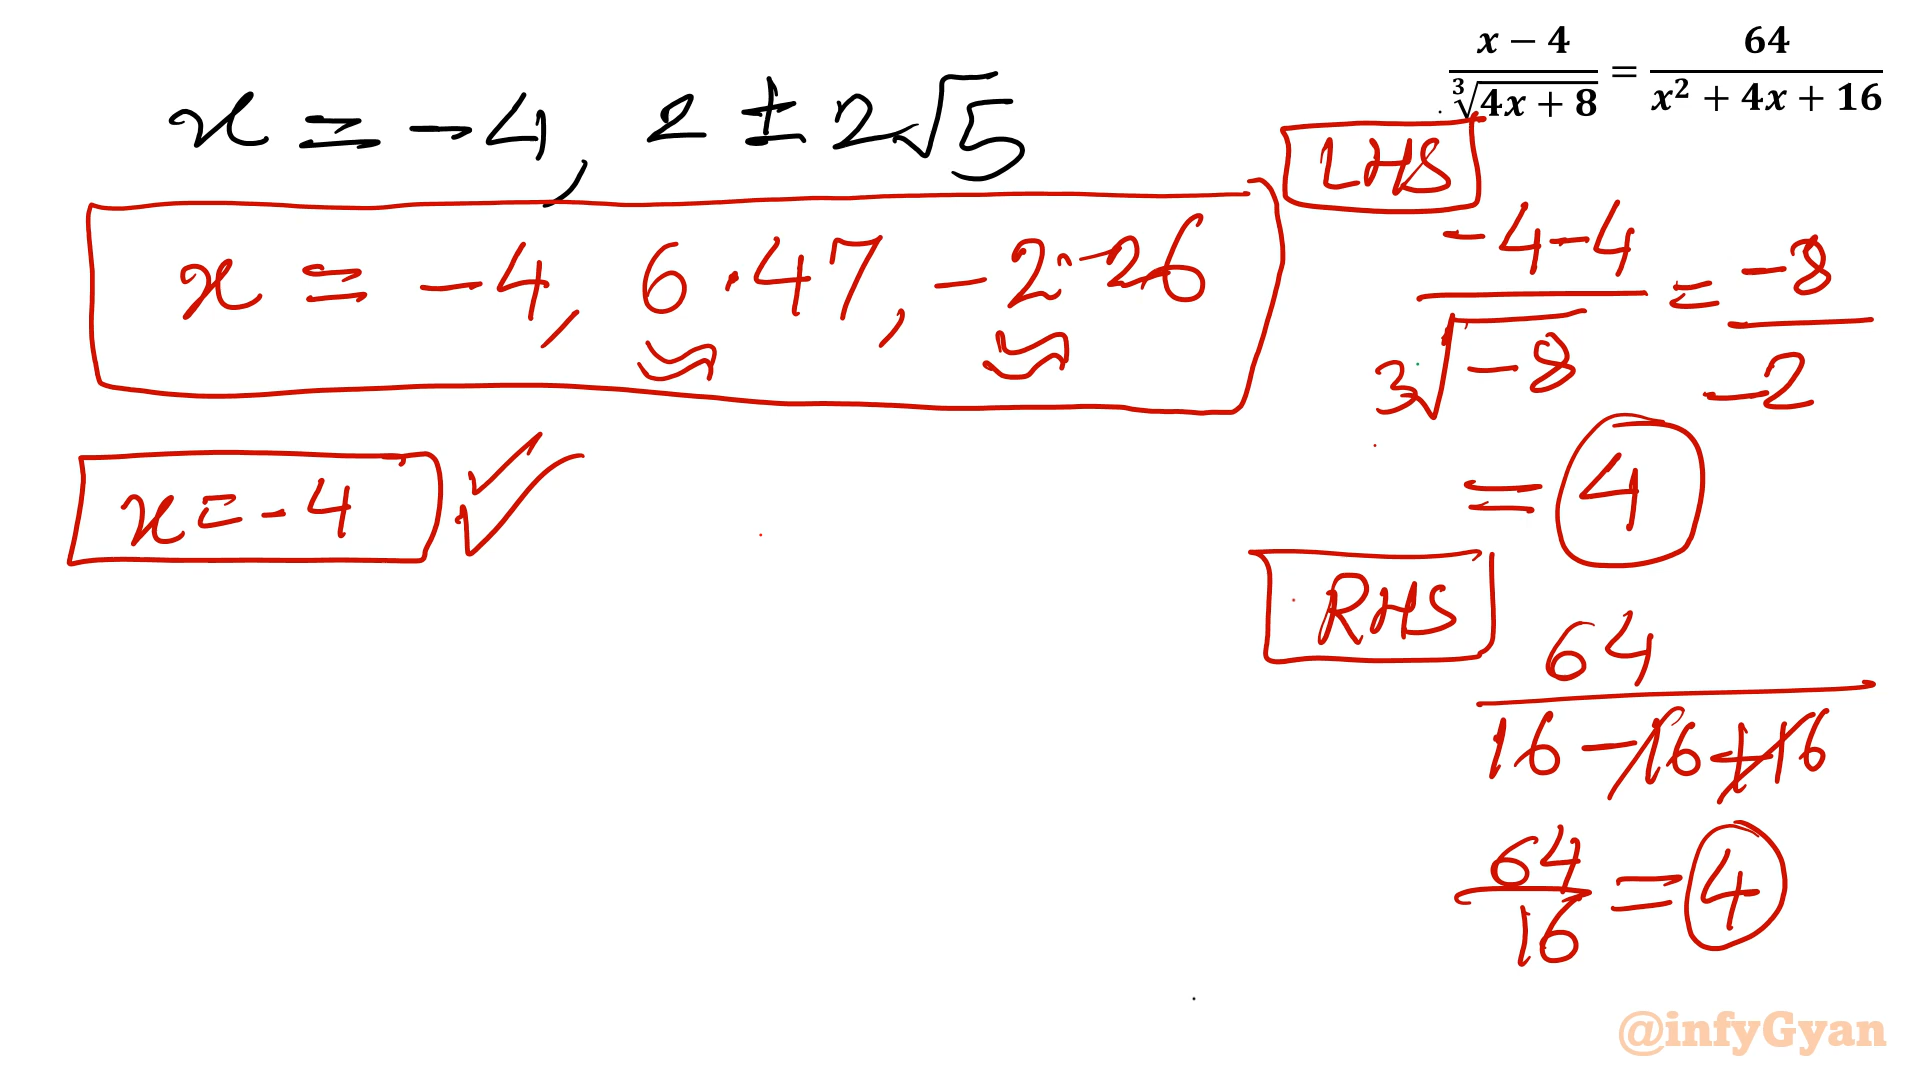 x − 4 / ∛(4x + 8) = 64 / (x² + 4x + 16)
x = -4, 2 ± 2√5
x = -4, 6.47, -2.26
x = -4
LHS
-4-4 / ∛-8 = -8 / -2
= 4
RHS
64 / 16-16+16
64 / 16 = 4
@infyGyan